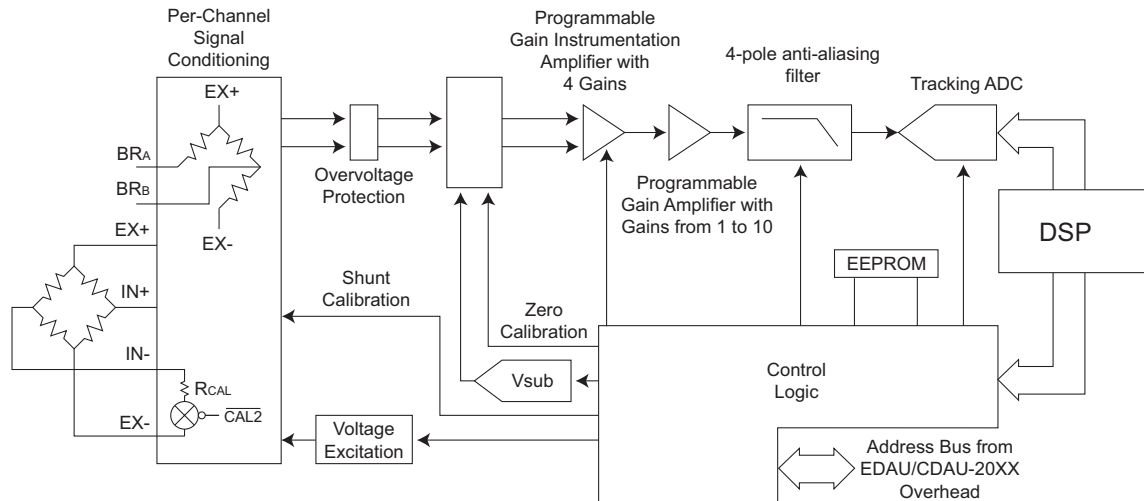 Per-Channel
Signal
Conditioning
Programmable
Gain Instrumentation
Amplifier with
4 Gains
4-pole anti-aliasing
filter
Tracking ADC
EX+
BRA
BRB
EX-
Overvoltage
Protection
Programmable
Gain Amplifier with
Gains from 1 to 10
DSP
EX+
IN+
IN-
EX-
RCAL
CAL2
Shunt
Calibration
Zero
Calibration
EEPROM
Vsub
Control
Logic
Voltage
Excitation
Address Bus from
EDAU/CDAU-20XX
Overhead